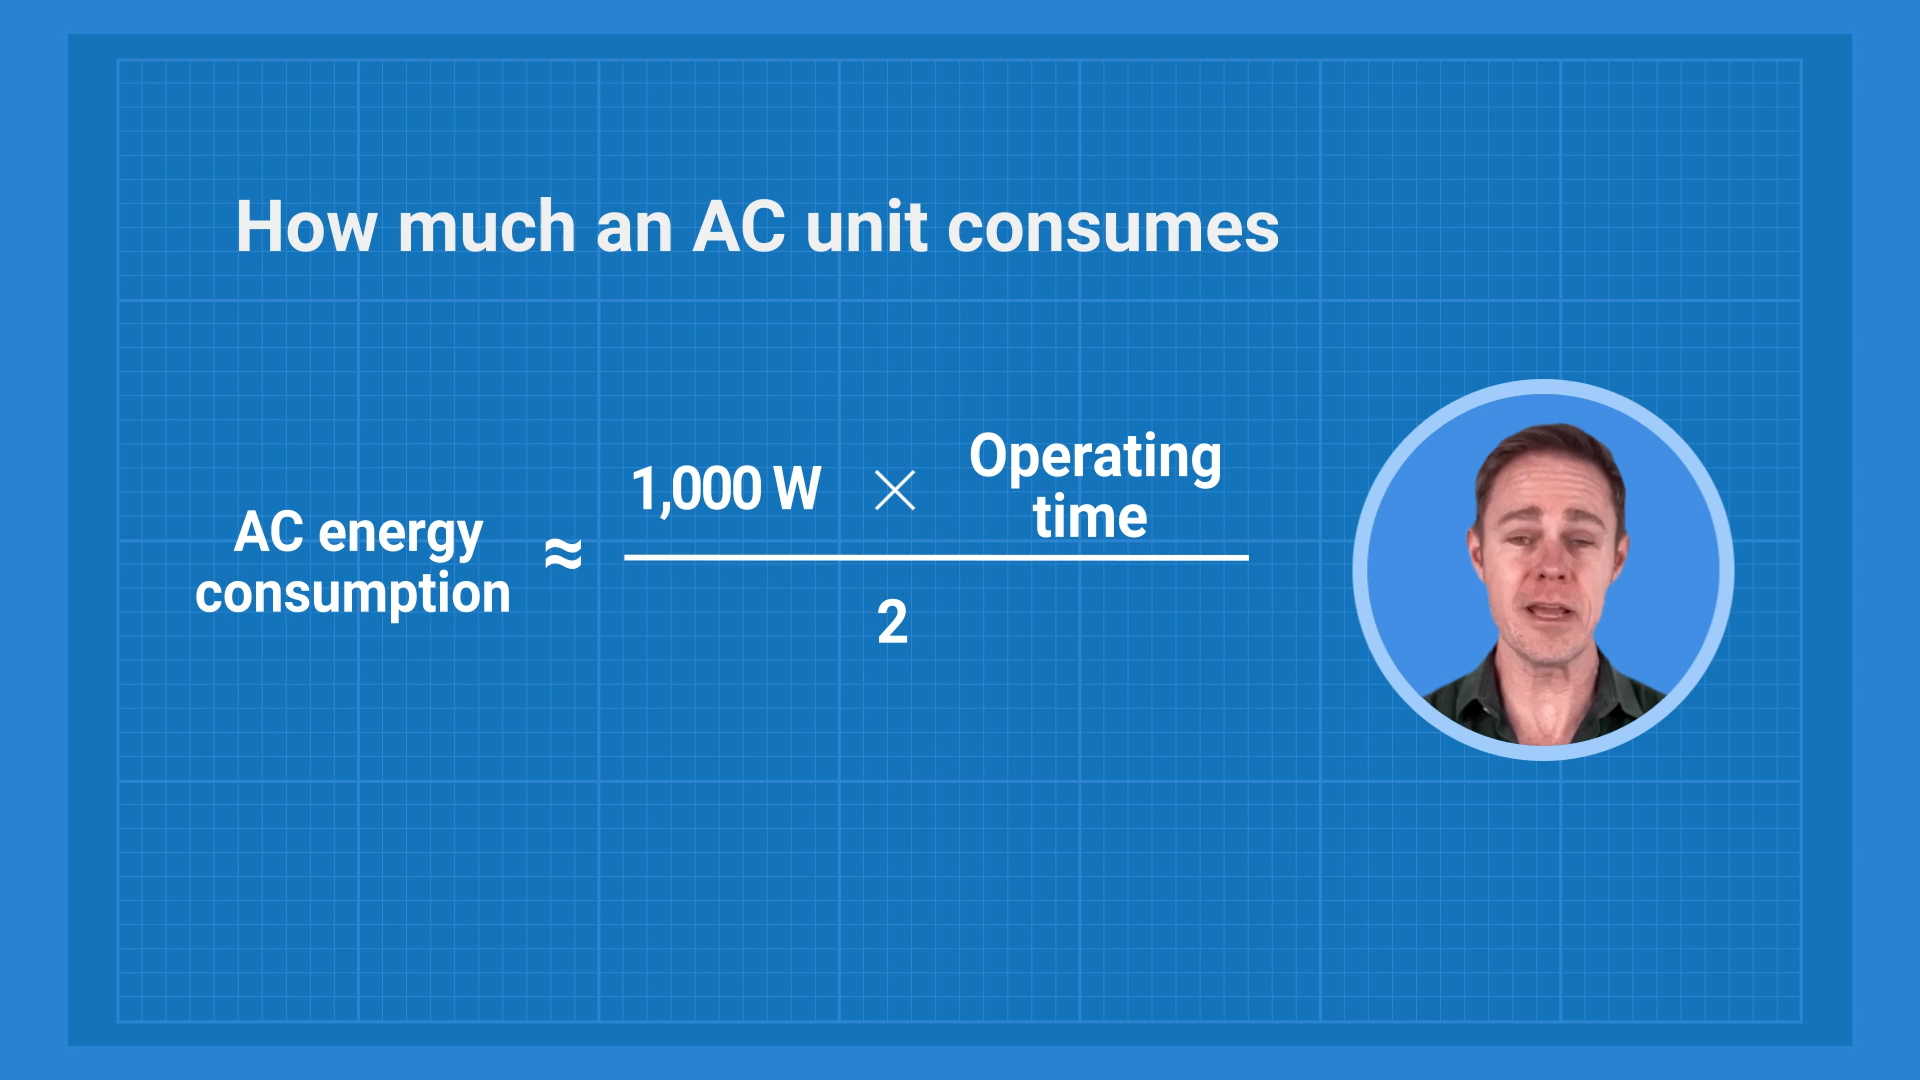 How much an AC unit consumes
AC energy
consumption
≈
1,000 W × Operating
time
2